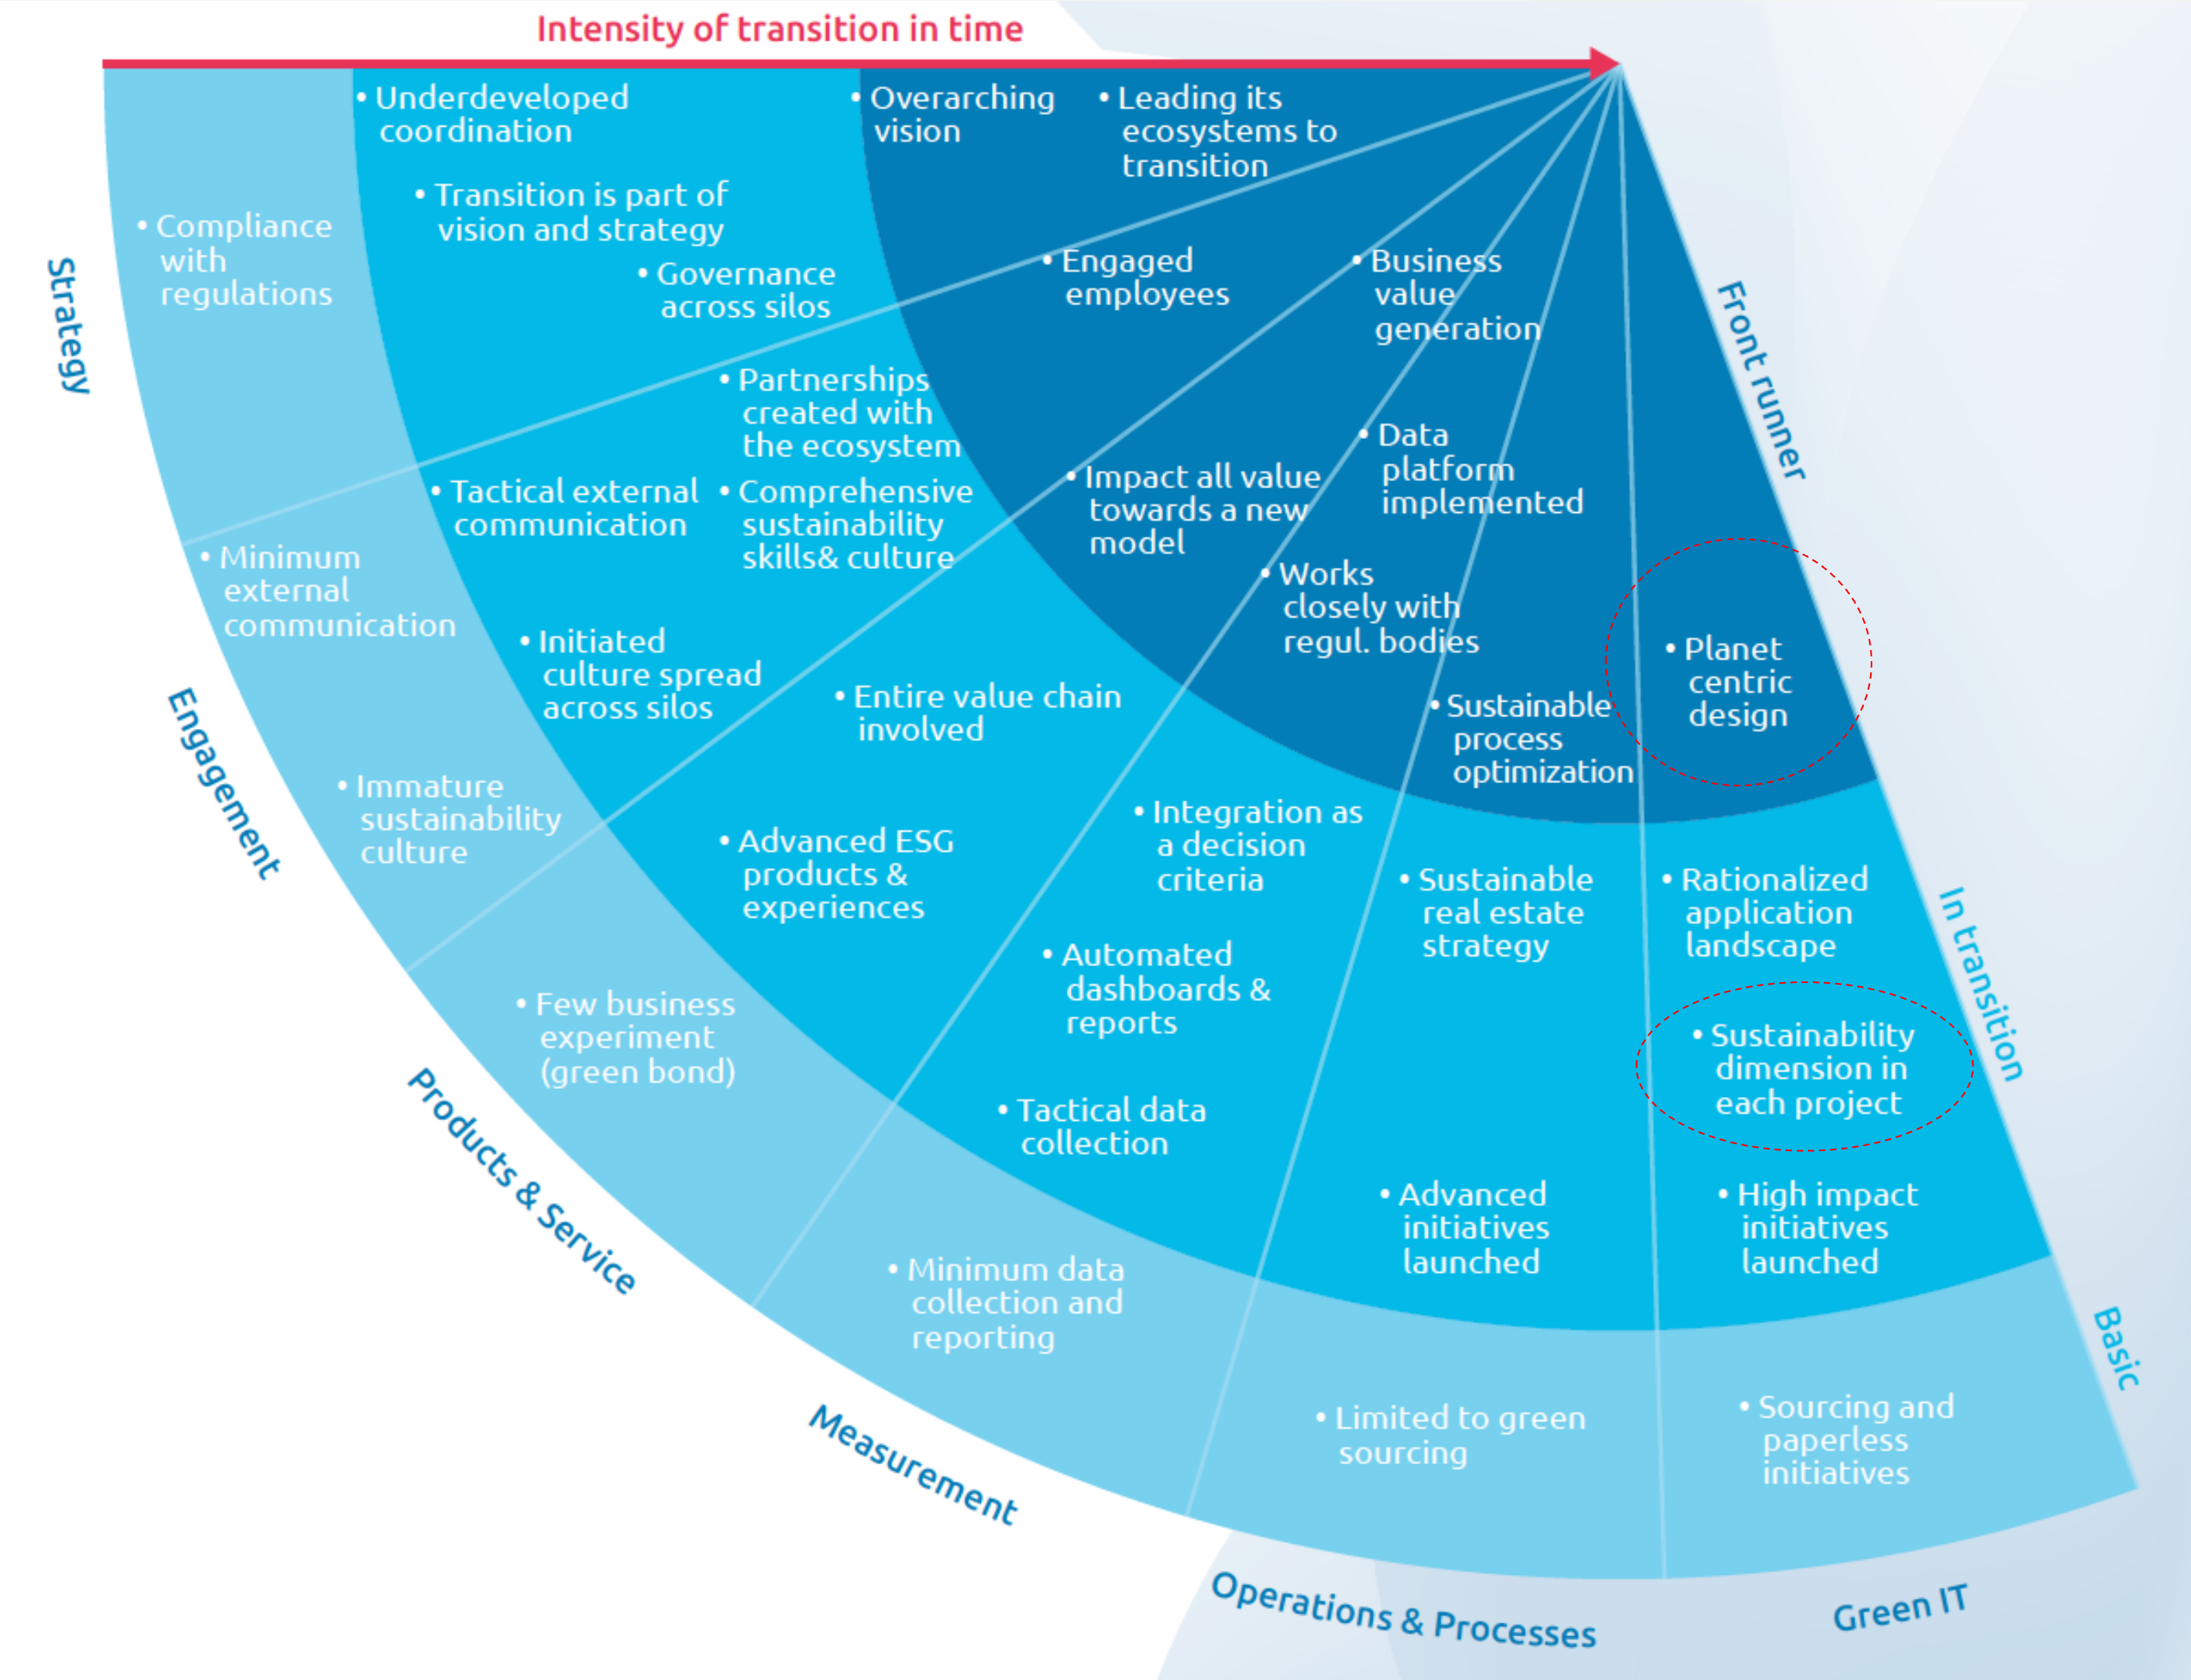 Intensity of transition in time
• Underdeveloped
coordination
• Transition is part of
vision and strategy
• Governance
across silos
• Overarching
vision
• Leading its
ecosystems to
transition
• Compliance
with
regulations
Strategy
• Engaged
employees
• Business
value
generation
Front runner
• Partnerships
created with
the ecosystem
• Tactical external
communication
• Comprehensive
sustainability
skills& culture
• Initiated
culture spread
across silos
• Minimum
external
communication
• Immature
sustainability
culture
Engagement
• Impact all value
towards a new
model
• Data
platform
implemented
• Works
closely with
regul. bodies
• Sustainable
process
optimization
• Planet
centric
design
• Entire value chain
involved
• Advanced ESG
products &
experiences
• Few business
experiment
(green bond)
Products & Service
• Integration as
a decision
criteria
• Automated
dashboards &
reports
• Tactical data
collection
• Minimum data
collection and
reporting
Measurement
• Sustainable
real estate
strategy
• Advanced
initiatives
launched
• Limited to green
sourcing
Operations & Processes
• Rationalized
application
landscape
• Sustainability
dimension in
each project
• High impact
initiatives
launched
In transition
• Sourcing and
paperless
initiatives
Basic
Green IT